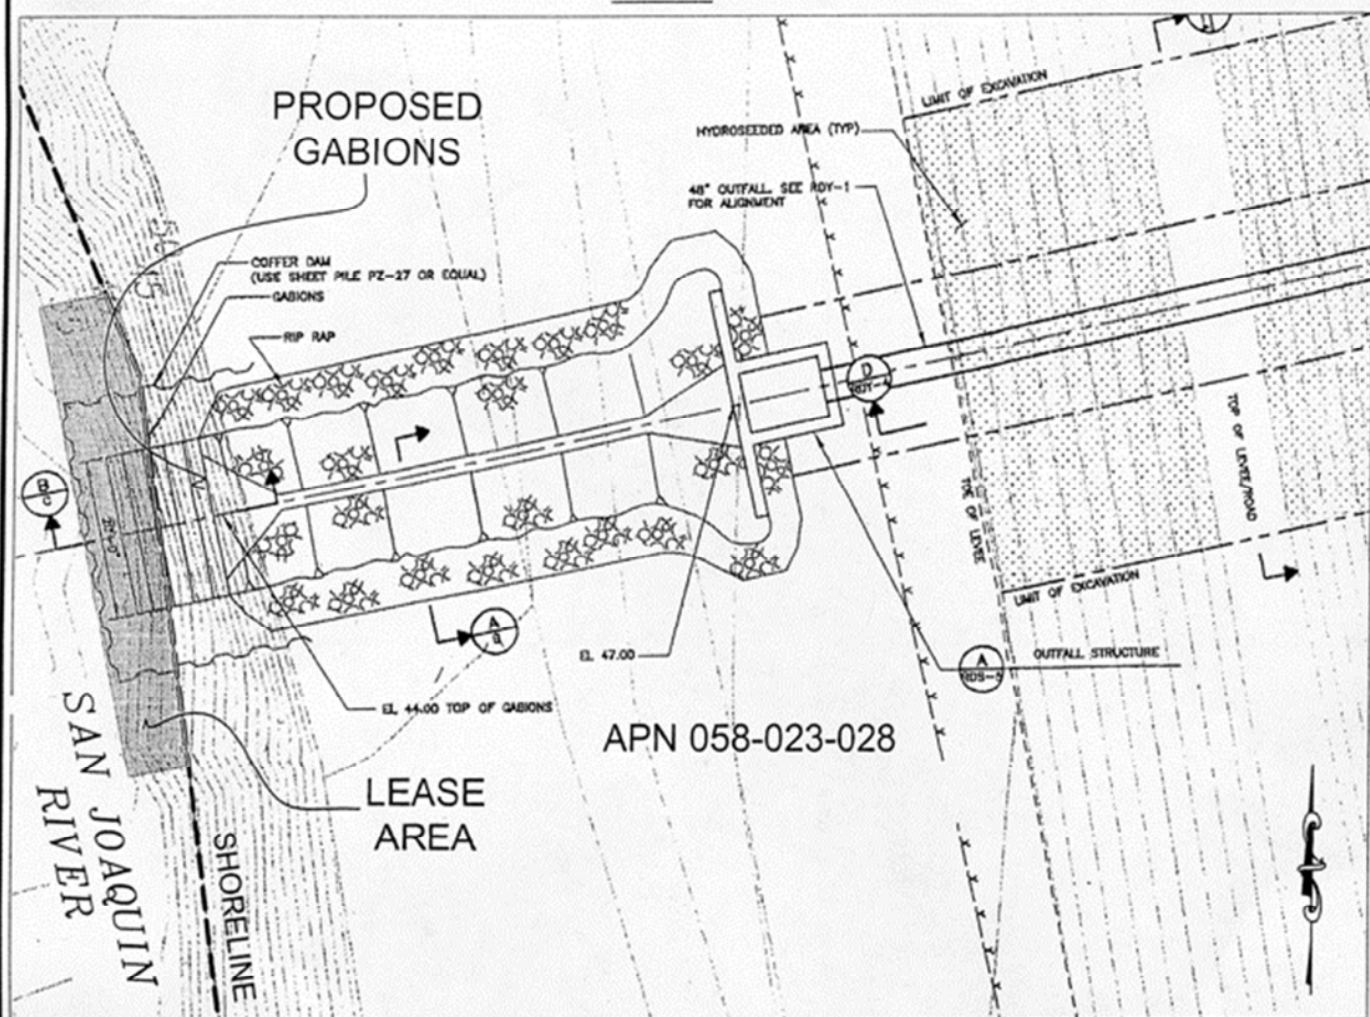 LIMIT OF EXCAVATION
PROPOSED
GABIONS
HYDROSEEDED AREA (TYP)
48" OUTFALL. SEE RDY-1
FOR ALIGNMENT
COFFER DAM
(USE SHEET PILE PZ-27 OR EQUAL)
GABIONS
RIP RAP
D
TOP OF LEVEE/ROAD
TOE OF LEVEE
LIMIT OF EXCAVATION
A
EL 47.00
OUTFALL STRUCTURE
A
RDS-5
EL 44.00 TOP OF GABIONS
APN 058-023-028
LEASE
AREA
SAN JOAQUIN
RIVER
SHORELINE